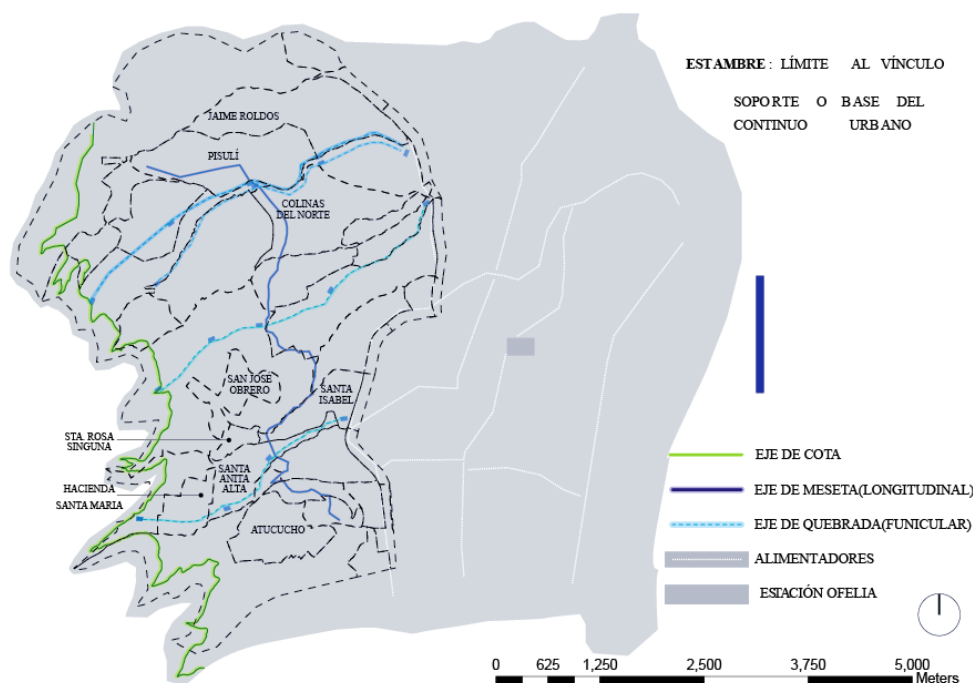 ESTAMBRE : LÍMITE AL VÍNCULO
SOPORTE O BASE DEL
CONTINUO URBANO
JAIME ROLDOS
PISULÍ
COLINAS
DEL NORTE
SAN JOSE
OBRERO
SANTA
ISABEL
STA. ROSA
SINGUNA
SANTA
ANITA
ALTA
HACIENDA
SANTA MARIA
ATUCUCHO
EJE DE COTA
EJE DE MESETA(LONGITUDINAL)
EJE DE QUEBRADA(FUNICULAR)
ALIMENTADORES
ESTACIÓN OFELIA
0 625 1,250 2,500 3,750 5,000
Meters